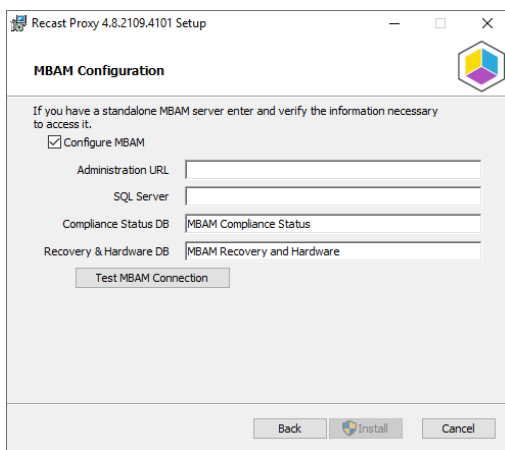 Recast Proxy 4.8.2109.4101 Setup
MBAM Configuration
If you have a standalone MBAM server enter and verify the information necessary
to access it.
Configure MBAM
Administration URL
SQL Server
Compliance Status DB MBAM Compliance Status
Recovery & Hardware DB MBAM Recovery and Hardware
Test MBAM Connection
Back Install Cancel